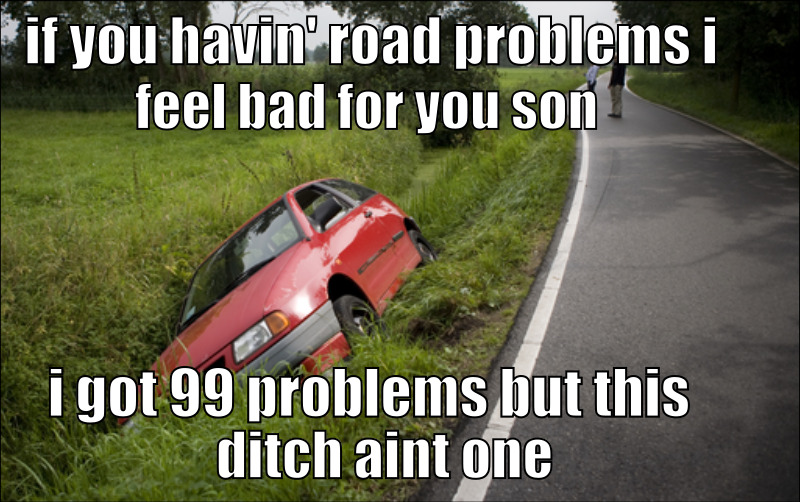 if you havin' road problems i
feel bad for you son
i got 99 problems but this
ditch aint one